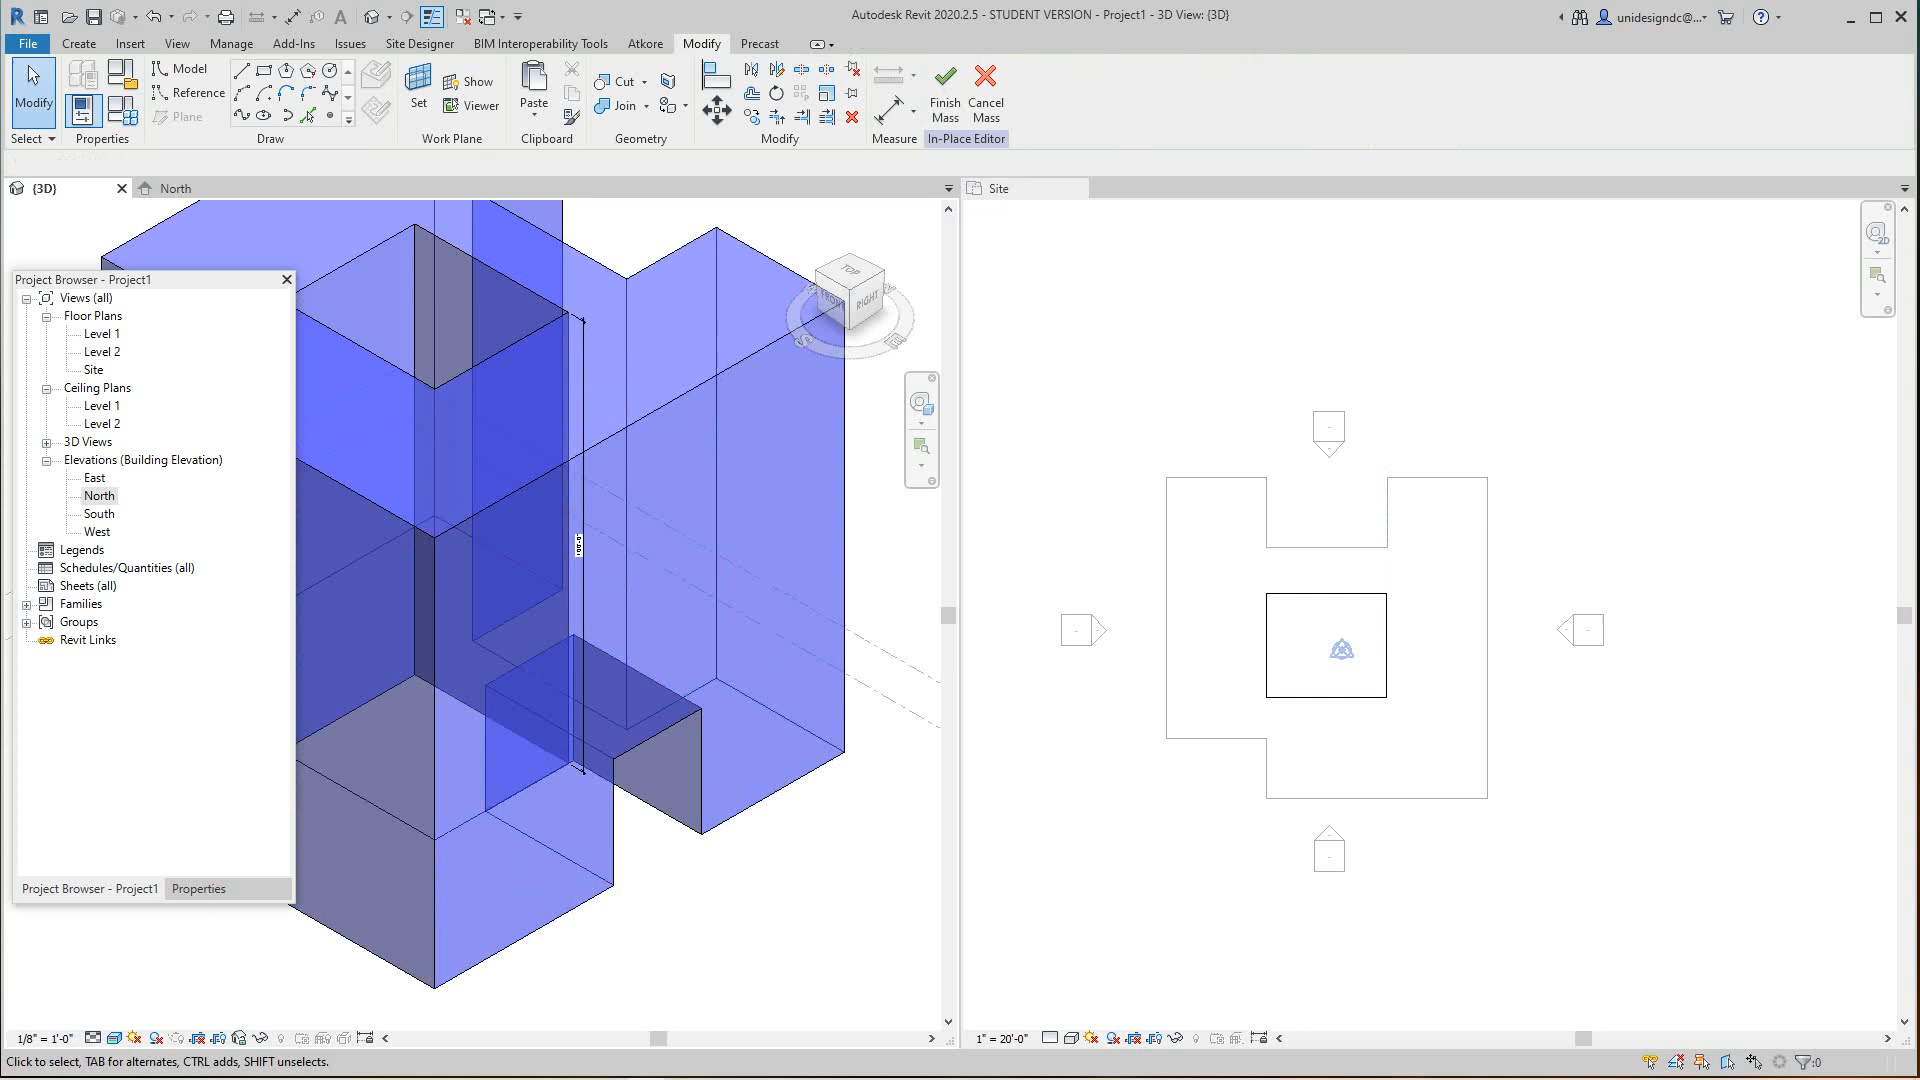 Autodesk Revit 2020.2.5 - STUDENT VERSION - Project1 - 3D View: {3D}
unidesigndc@...
File Create Insert View Manage Add-Ins Issues Site Designer BIM Interoperability Tools Atkore Modify Precast
Modify
Model
Reference
Plane
Set
Show
Viewer
Paste
Cut
Join
Finish Mass
Cancel Mass
Select Properties Draw Work Plane Clipboard Geometry Modify Measure In-Place Editor
{3D} North Site
TOP
FRONT
RIGHT
2D
Project Browser - Project1
Views (all)
Floor Plans
Level 1
Level 2
Site
Ceiling Plans
Level 1
Level 2
3D Views
Elevations (Building Elevation)
East
North
South
West
Legends
Schedules/Quantities (all)
Sheets (all)
Families
Groups
Revit Links
Project Browser - Project1 Properties
1/8" = 1'-0"
1" = 20'-0"
Click to select, TAB for alternates, CTRL adds, SHIFT unselects.
:0